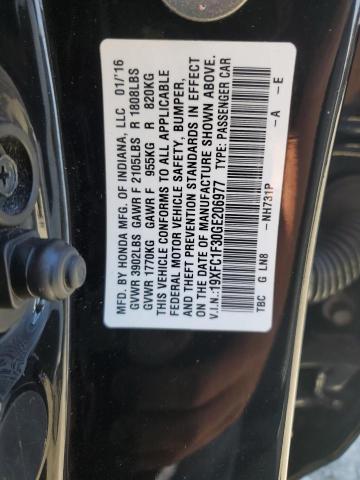 MFD. BY HONDA MFG. OF INDIANA, LLC 01/'16
GVWR 3902LBS GAWR F 2105LBS R 1808LBS
GVWR 1770KG GAWR F 955KG R 820KG
THIS VEHICLE CONFORMS TO ALL APPLICABLE
FEDERAL MOTOR VEHICLE SAFETY, BUMPER,
AND THEFT PREVENTION STANDARDS IN EFFECT
ON THE DATE OF MANUFACTURE SHOWN ABOVE.
V.I.N.:19XFC1F30GE206977 TYPE: PASSENGER CAR
–NH731P –A –E
TBC G LN8